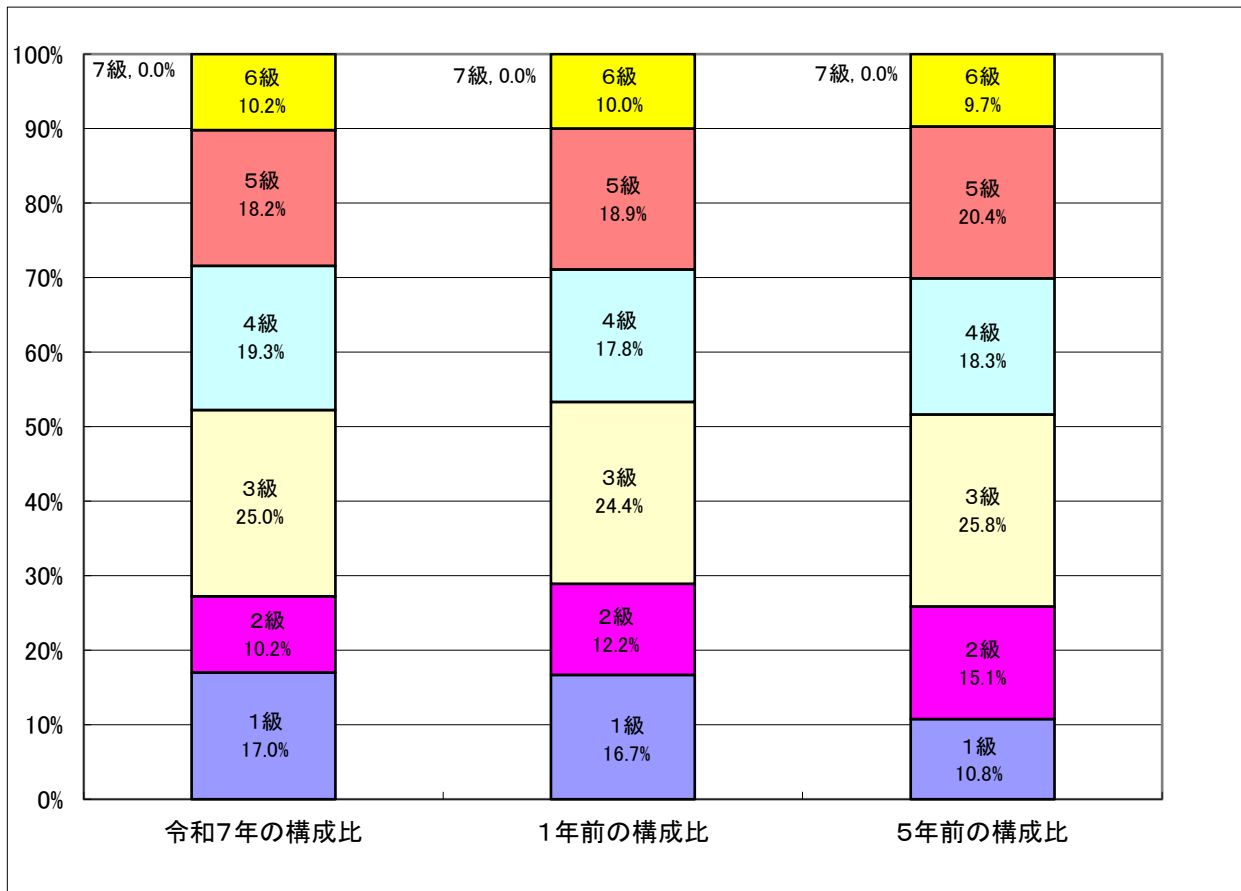 100%
90%
80%
70%
60%
50%
40%
30%
20%
10%
0%
7級, 0.0%
6級
10.2%
5級
18.2%
4級
19.3%
3級
25.0%
2級
10.2%
1級
17.0%
令和7年の構成比
7級, 0.0%
6級
10.0%
5級
18.9%
4級
17.8%
3級
24.4%
2級
12.2%
1級
16.7%
1年前の構成比
7級, 0.0%
6級
9.7%
5級
20.4%
4級
18.3%
3級
25.8%
2級
15.1%
1級
10.8%
5年前の構成比